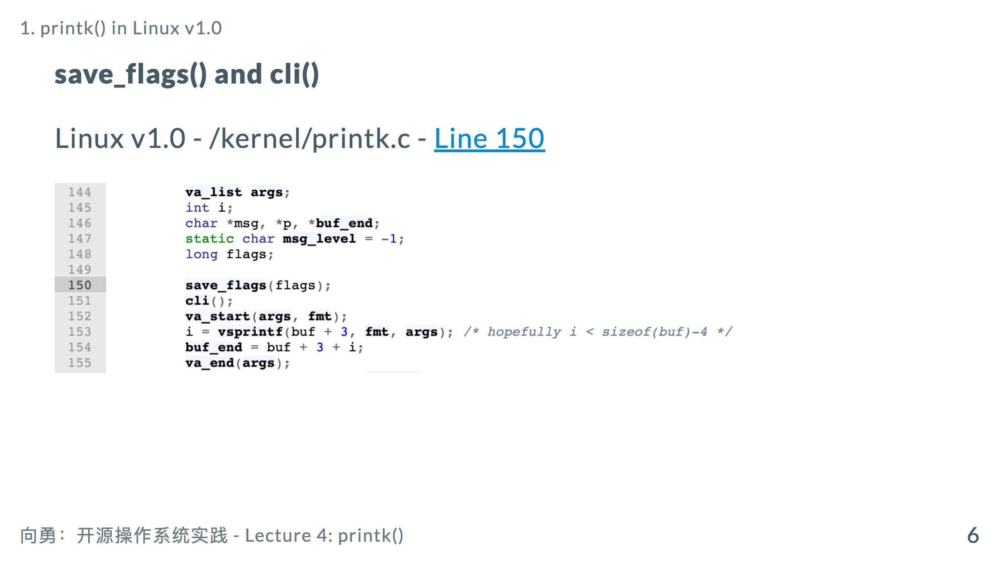 1. printk() in Linux v1.0
save_flags() and cli()
Linux v1.0 - /kernel/printk.c - Line 150
144 va_list args;
145 int i;
146 char *msg, *p, *buf_end;
147 static char msg_level = -1;
148 long flags;
149
150 save_flags(flags);
151 cli();
152 va_start(args, fmt);
153 i = vsprintf(buf + 3, fmt, args); /* hopefully i < sizeof(buf)-4 */
154 buf_end = buf + 3 + i;
155 va_end(args);
向勇：开源操作系统实践 - Lecture 4: printk()
6